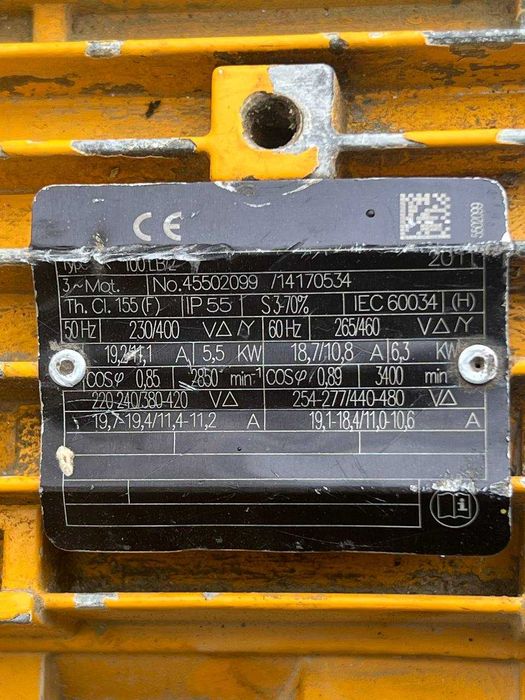 CE
5502099
Type 100LB/2 2011
3~Mot. No.45502099 /14170534
Th. Cl. 155 (F) IP 55 S3-70% IEC 60034 (H)
50 Hz 230/400 V△/Y 60 Hz 265/460 V△/Y
19,2/11,1 A 5,5 KW 18,7/10,8 A 6,3 KW
COSφ 0,85 2850 min⁻¹ COSφ 0,89 3400 min
220-240/380-420 V△ 254-277/440-480 V△
19,7-19,4/11,4-11,2 A 19,1-18,4/11,0-10,6 A